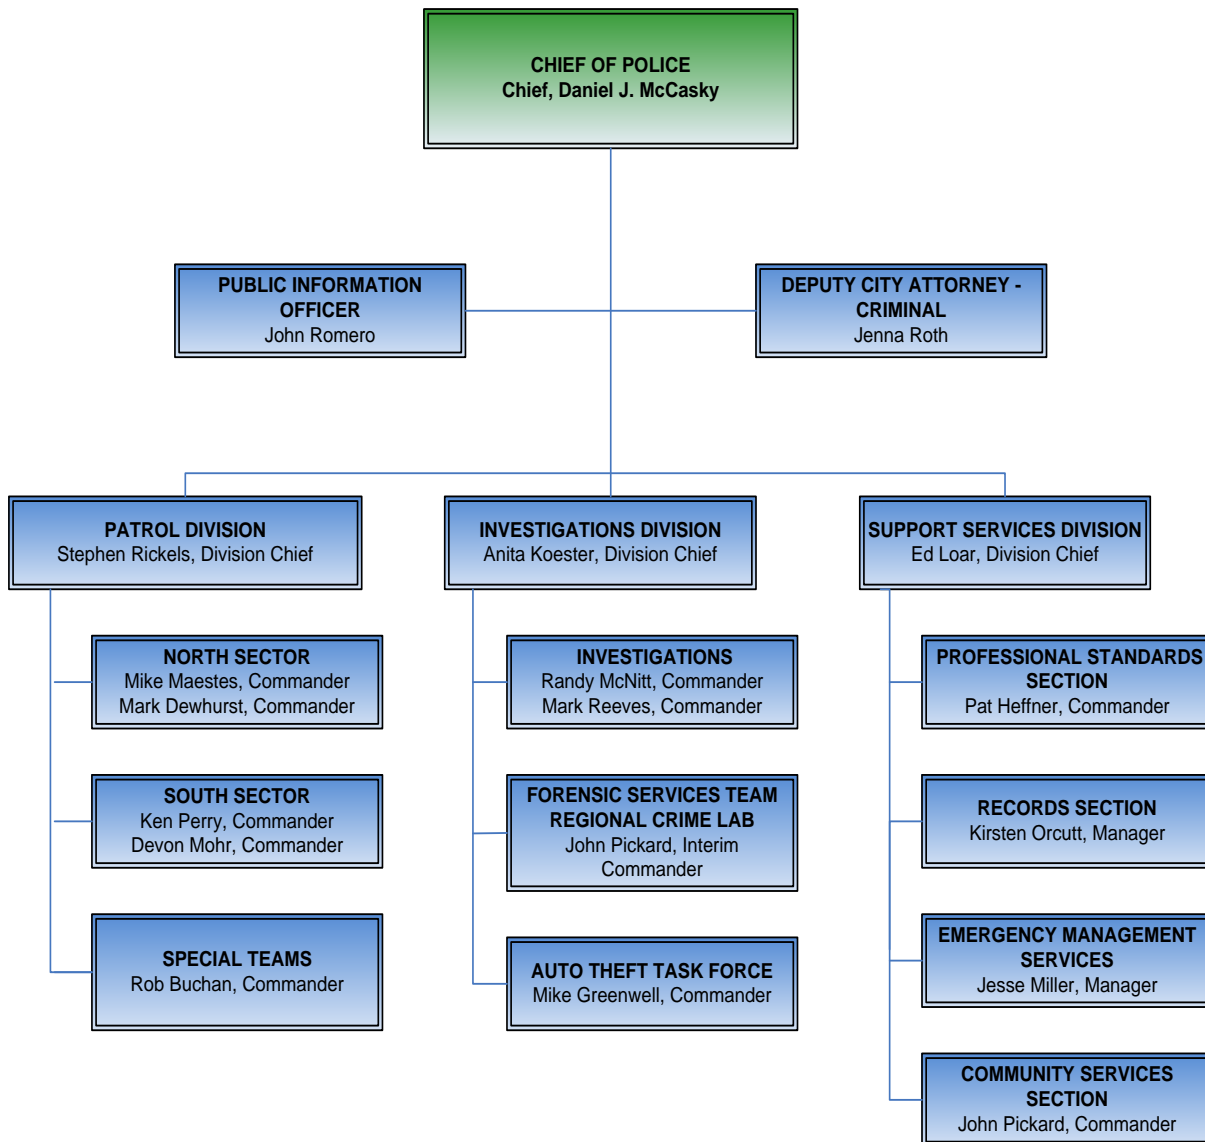 CHIEF OF POLICE
Chief, Daniel J. McCasky
PUBLIC INFORMATION
OFFICER
John Romero
DEPUTY CITY ATTORNEY -
CRIMINAL
Jenna Roth
PATROL DIVISION
Stephen Rickels, Division Chief
INVESTIGATIONS DIVISION
Anita Koester, Division Chief
SUPPORT SERVICES DIVISION
Ed Loar, Division Chief
NORTH SECTOR
Mike Maestes, Commander
Mark Dewhurst, Commander
INVESTIGATIONS
Randy McNitt, Commander
Mark Reeves, Commander
PROFESSIONAL STANDARDS
SECTION
Pat Heffner, Commander
SOUTH SECTOR
Ken Perry, Commander
Devon Mohr, Commander
FORENSIC SERVICES TEAM
REGIONAL CRIME LAB
John Pickard, Interim
Commander
RECORDS SECTION
Kirsten Orcutt, Manager
SPECIAL TEAMS
Rob Buchan, Commander
AUTO THEFT TASK FORCE
Mike Greenwell, Commander
EMERGENCY MANAGEMENT
SERVICES
Jesse Miller, Manager
COMMUNITY SERVICES
SECTION
John Pickard, Commander